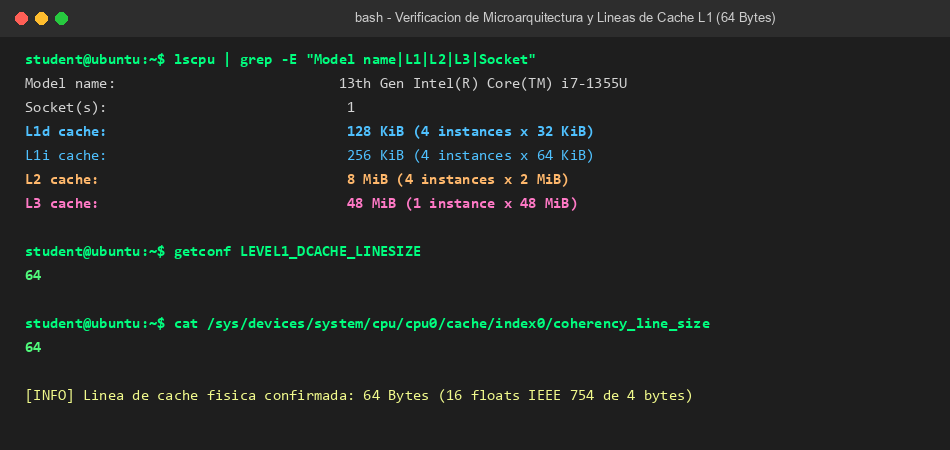 bash - Verificacion de Microarquitectura y Lineas de Cache L1 (64 Bytes)
student@ubuntu:~$ lscpu | grep -E "Model name|L1|L2|L3|Socket"
Model name: 13th Gen Intel(R) Core(TM) i7-1355U
Socket(s): 1
L1d cache: 128 KiB (4 instances x 32 KiB)
L1i cache: 256 KiB (4 instances x 64 KiB)
L2 cache: 8 MiB (4 instances x 2 MiB)
L3 cache: 48 MiB (1 instance x 48 MiB)
student@ubuntu:~$ getconf LEVEL1_DCACHE_LINESIZE
64
student@ubuntu:~$ cat /sys/devices/system/cpu/cpu0/cache/index0/coherency_line_size
64
[INFO] Linea de cache fisica confirmada: 64 Bytes (16 floats IEEE 754 de 4 bytes)